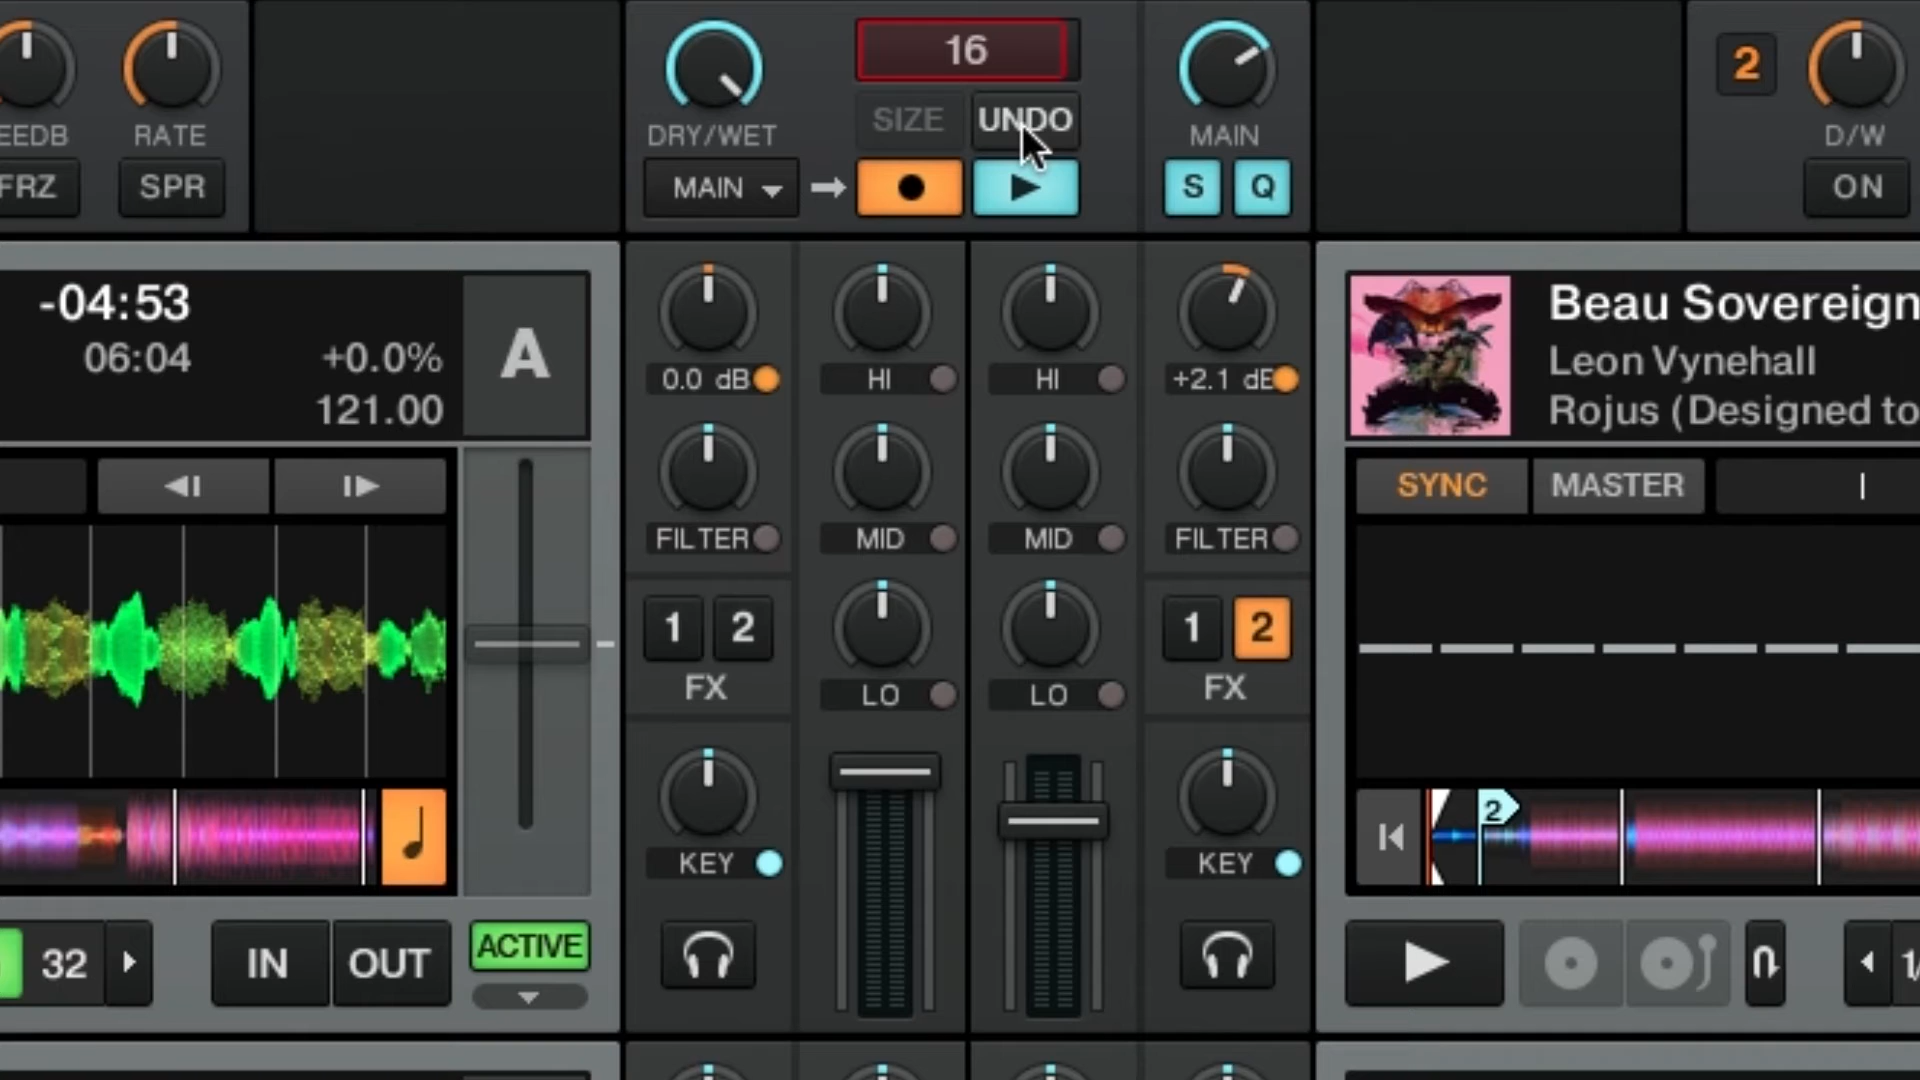 EEDB
RATE
FRZ
SPR
DRY/WET
MAIN
16
SIZE
UNDO
MAIN
S
Q
2
D/W
ON
-04:53
06:04
+0.0%
121.00
A
0.0 dB
HI
HI
+2.1 dB
FILTER
MID
MID
FILTER
1
2
FX
LO
LO
1
2
FX
KEY
KEY
32
IN
OUT
ACTIVE
Beau Sovereign
Leon Vynehall
Rojus (Designed to
SYNC
MASTER
2
1/